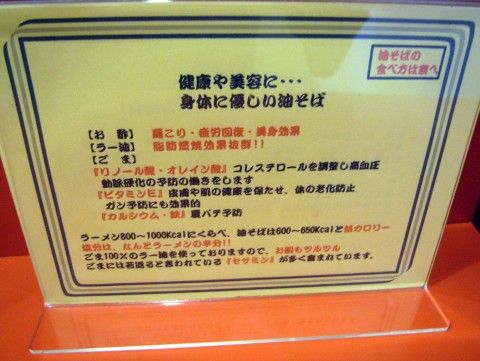 油そばの
食べ方は裏へ
健康や美容に・・・
身体に優しい油そば
【お 酢】 肩こり・疲労回復・美身効果
【ラー油】 脂肪燃焼効果抜群!!
【ご ま】
『リノール酸・オレイン酸』コレステロールを調整し高血圧
動脈硬化の予防の働きをします
『ビタミンE』皮膚や肌の健康を保たせ、体の老化防止
ガン予防にも効果的
『カルシウム・鉄』夏バテ予防
ラーメン800～1000Kcalにくらべ、油そばは600～650Kcalと低カロリー
塩分は、なんとラーメンの半分!!
ごま100%のラー油を使っておりますので、お肌もツルツル
ごまには若返ると言われている『セサミン』が多く含まれています。